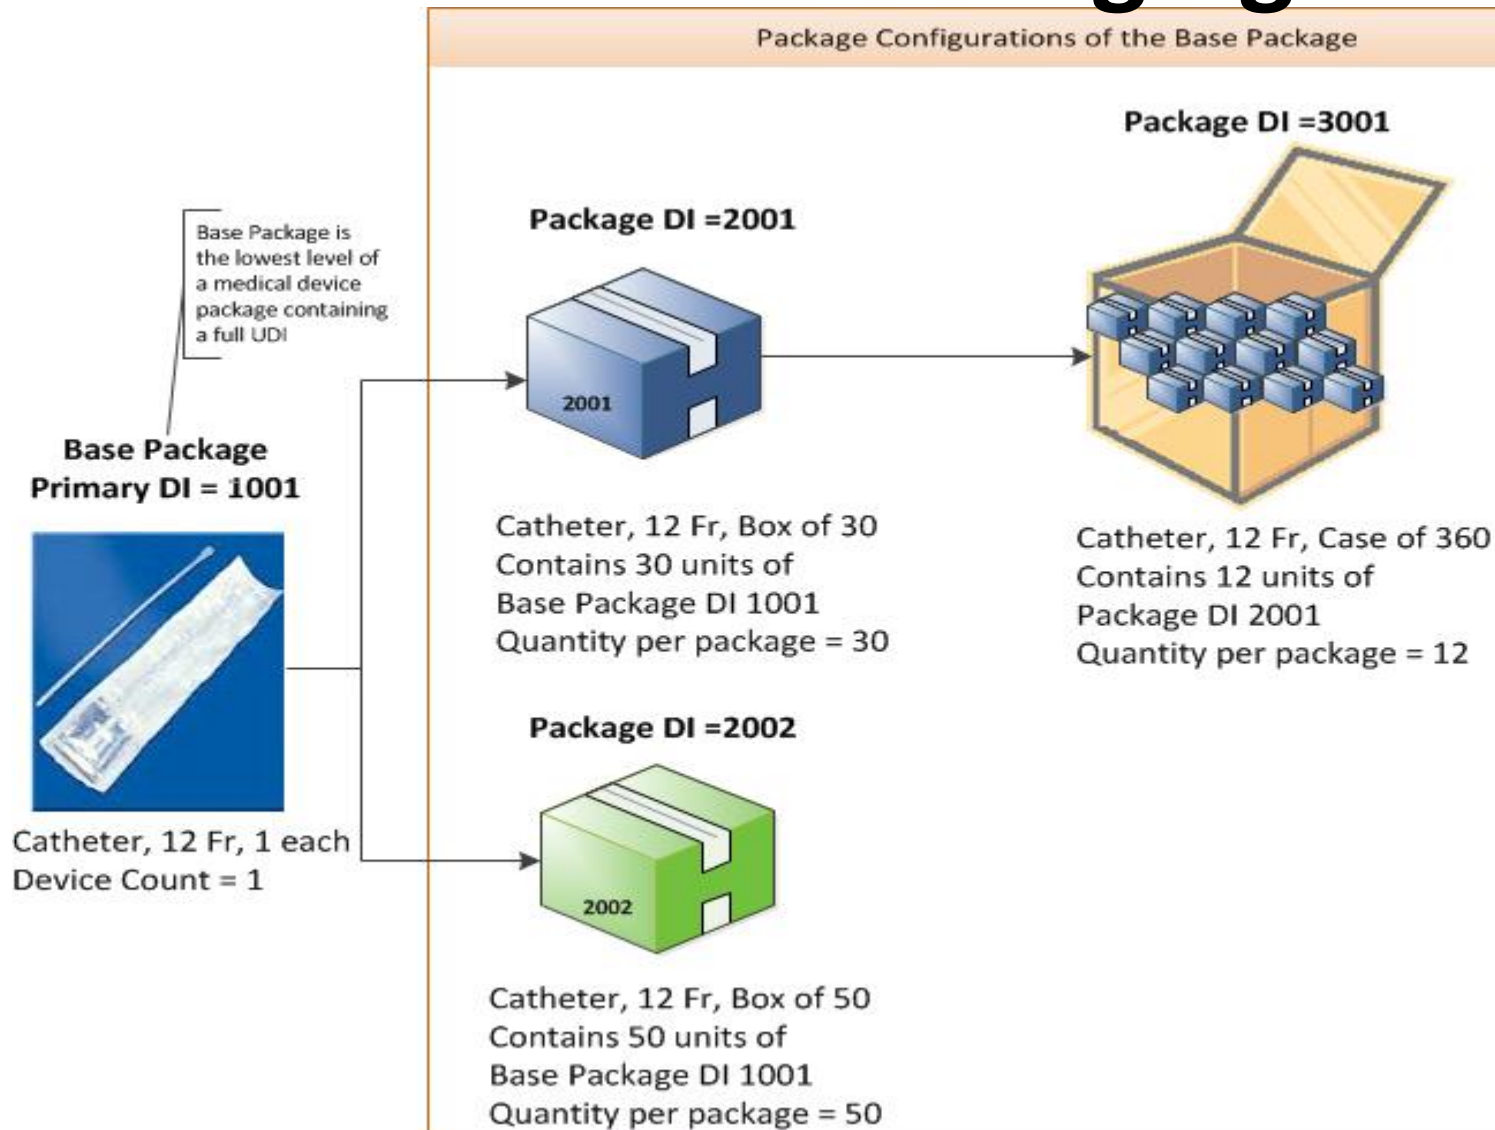 Package Configurations of the Base Package
Package DI =3001
Package DI =2001
Base Package is
the lowest level of
a medical device
package containing
a full UDI
2001
Base Package
Primary DI = 1001
Catheter, 12 Fr, Box of 30
Contains 30 units of
Base Package DI 1001
Quantity per package = 30
Catheter, 12 Fr, Case of 360
Contains 12 units of
Package DI 2001
Quantity per package = 12
Package DI =2002
Catheter, 12 Fr, 1 each
Device Count = 1
2002
Catheter, 12 Fr, Box of 50
Contains 50 units of
Base Package DI 1001
Quantity per package = 50